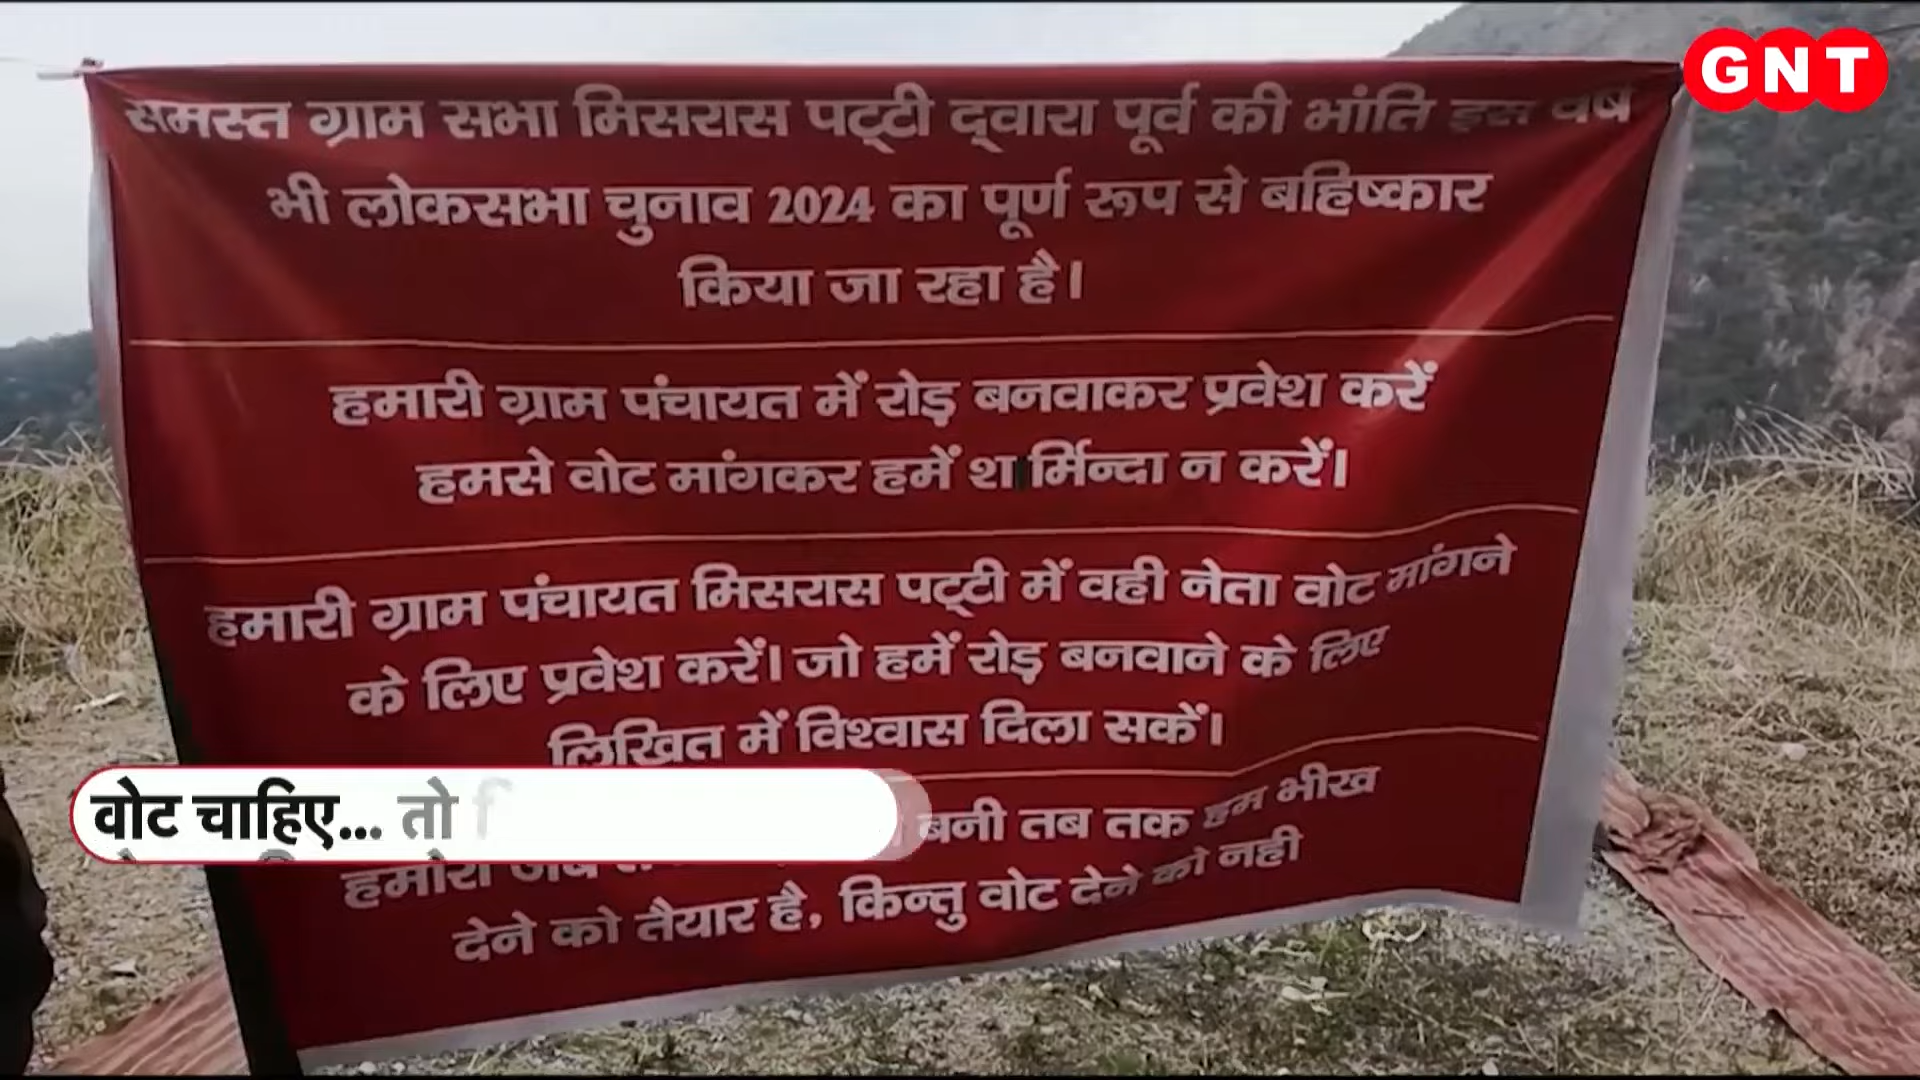 GNT
समस्त ग्राम सभा मिसरास पट्टी द्वारा पूर्व की भांति इस वर्ष
भी लोकसभा चुनाव 2024 का पूर्ण रूप से बहिष्कार
किया जा रहा है।
हमारी ग्राम पंचायत में रोड़ बनवाकर प्रवेश करें
हमसे वोट मांगकर हमें शर्मिन्दा न करें।
हमारी ग्राम पंचायत मिसरास पट्टी में वही नेता वोट मांगने
के लिए प्रवेश करें। जो हमें रोड़ बनवाने के लिए
लिखित में विश्वास दिला सकें।
बनी तब तक हम भीख
देने को तैयार है, किन्तु वोट देने को नही
वोट चाहिए... तो